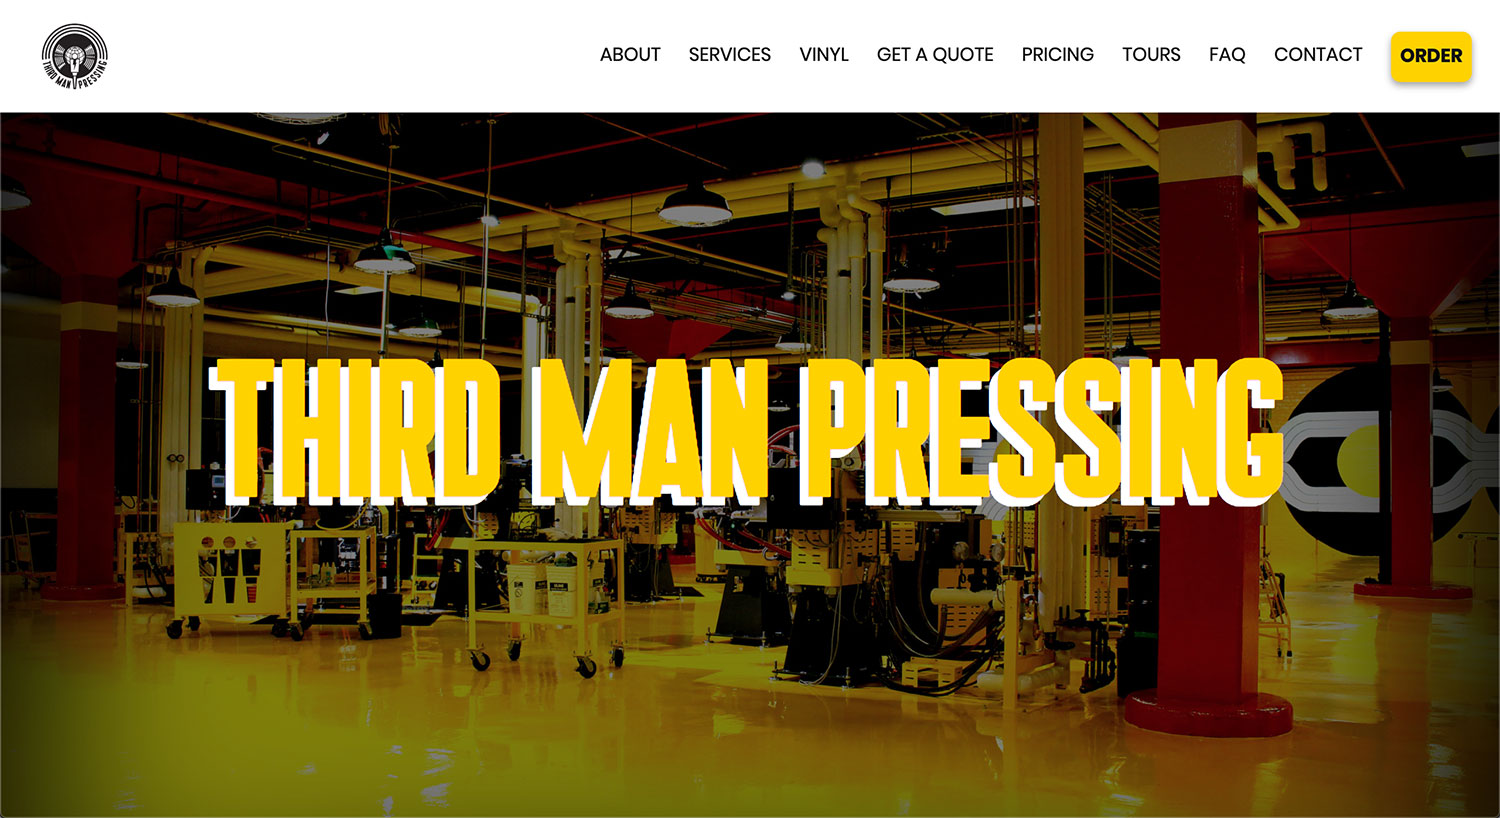 THIRD MAN PRESSING
ABOUT SERVICES VINYL GET A QUOTE PRICING TOURS FAQ CONTACT ORDER
THIRD MAN PRESSING